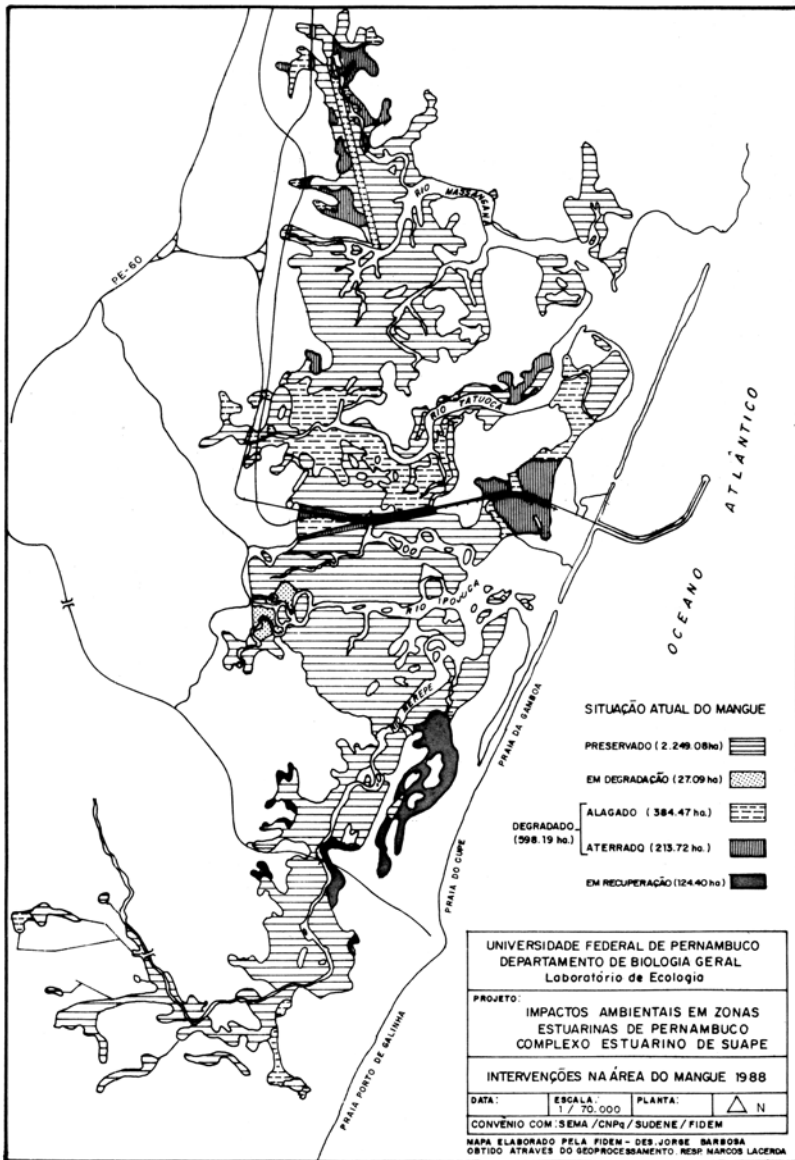 RIO MASSANGANA
PE-60
RIO TATUOCA
OCEANO ATLÂNTICO
RIO IPOJUCA
RIO MEREPE
PRAIA DA GAMBOA
PRAIA DO CUPE
PRAIA PORTO DE GALINHA
SITUAÇÃO ATUAL DO MANGUE
PRESERVADO (2.249.08ha)
EM DEGRADAÇÃO (27.09 ha)
DEGRADADO (598.19 ha.)
ALAGADO (384.47 ha.)
ATERRADO (213.72 ha.)
EM RECUPERAÇÃO (124.40 ha)
UNIVERSIDADE FEDERAL DE PERNAMBUCO
DEPARTAMENTO DE BIOLOGIA GERAL
Laboratório de Ecologia
PROJETO:
IMPACTOS AMBIENTAIS EM ZONAS
ESTUARINAS DE PERNAMBUCO
COMPLEXO ESTUARINO DE SUAPE
INTERVENÇÕES NA ÁREA DO MANGUE 1988
DATA: ESCALA: 1 / 70.000 PLANTA: N
CONVÊNIO COM: SEMA / CNPq / SUDENE / FIDEM
MAPA ELABORADO PELA FIDEM - DES. JORGE BARBOSA
OBTIDO ATRAVÉS DO GEOPROCESSAMENTO. RESP. MARCOS LACERDA